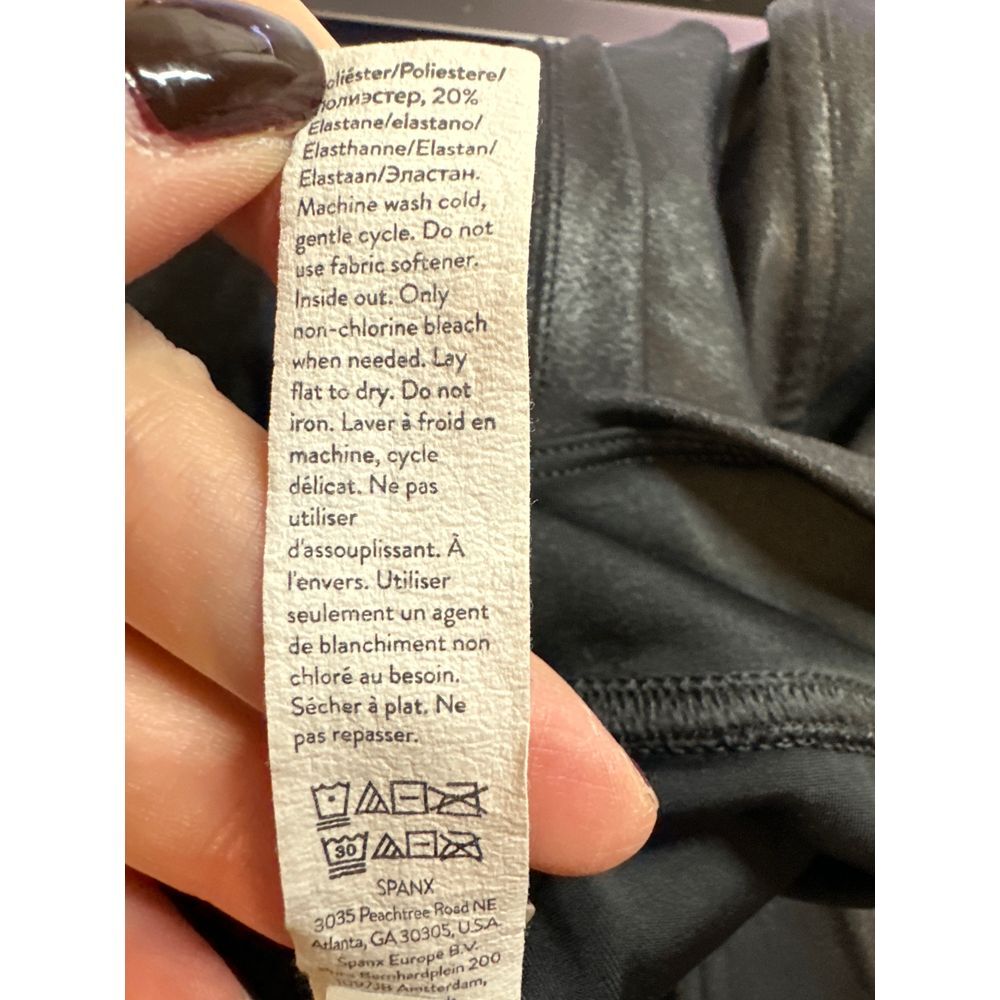 oliéster/Poliestere/
полиэстер, 20%
Elastane/elastano/
Elasthanne/Elastan/
Elastaan/Эластан.
Machine wash cold,
gentle cycle. Do not
use fabric softener.
Inside out. Only
non-chlorine bleach
when needed. Lay
flat to dry. Do not
iron. Laver à froid en
machine, cycle
délicat. Ne pas
utiliser
d'assouplissant. À
l'envers. Utiliser
seulement un agent
de blanchiment non
chloré au besoin.
Sécher à plat. Ne
pas repasser.
30
SPANX
3035 Peachtree Road NE
Atlanta, GA 30305, U.S.A.
Spanx Europe B.V.
Bernhardplein 200
1097JB Amsterdam,